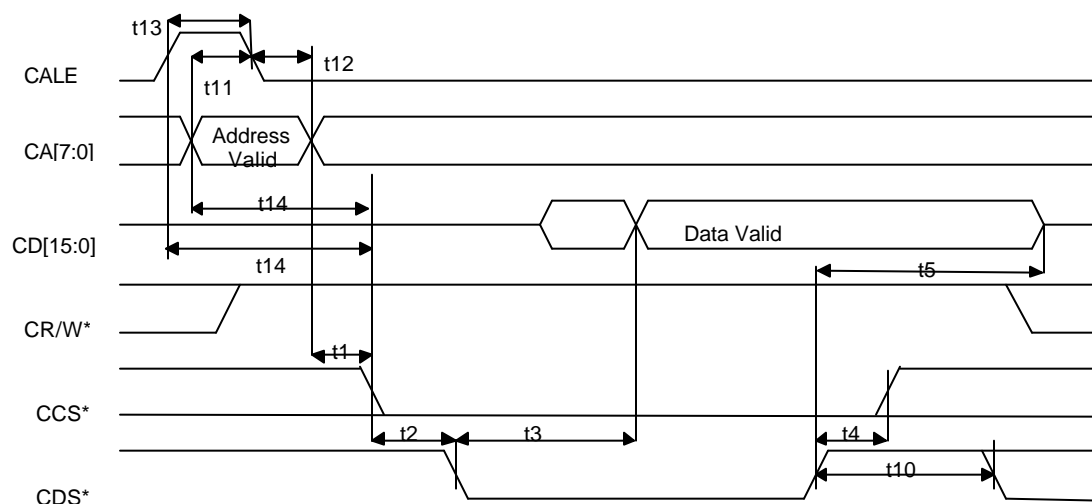 t13
t12
CALE
t11
Address
CA[7:0]
Valid
t14
CD[15:0]
Data Valid
t14
t5
CR/W*
t1
CCS*
t2
t3
t4
t10
CDS*